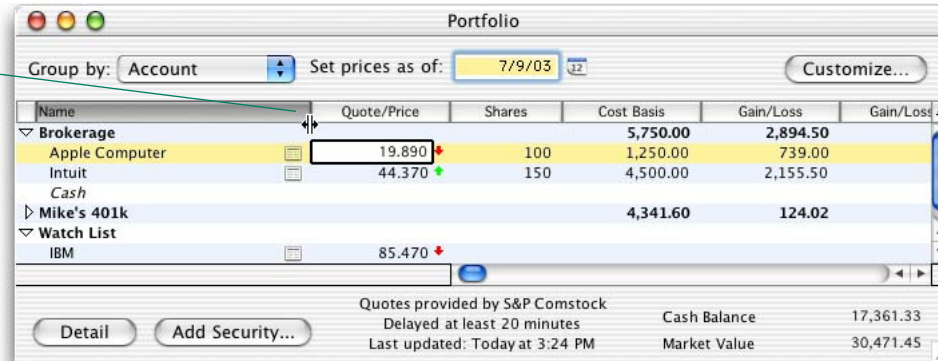 Portfolio
Group by: Account Set prices as of: 7/9/03 12 Customize...
Name Quote/Price Shares Cost Basis Gain/Loss Gain/Loss
Brokerage 5,750.00 2,894.50
Apple Computer 19.890 100 1,250.00 739.00
Intuit 44.370 150 4,500.00 2,155.50
Cash
Mike's 401k 4,341.60 124.02
Watch List
IBM 85.470
Quotes provided by S&P Comstock
Delayed at least 20 minutes
Last updated: Today at 3:24 PM
Detail Add Security...
Cash Balance 17,361.33
Market Value 30,471.45